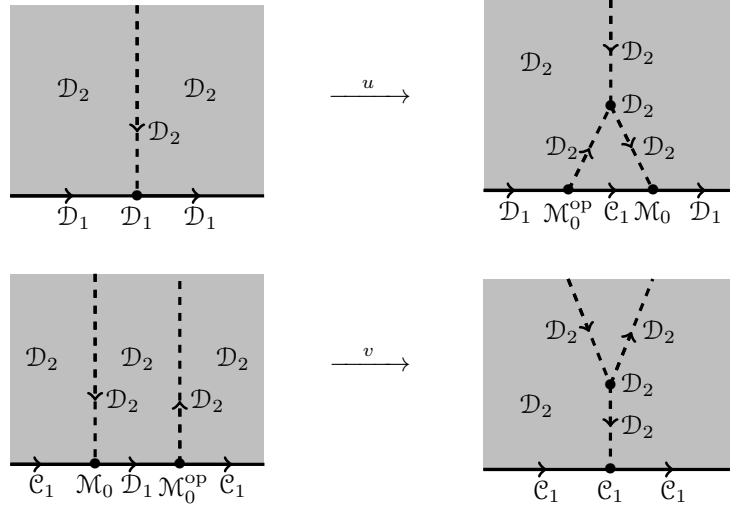 𝒟₂ 𝒟₂ u 𝒟₂
𝒟₂
𝒟₂
𝒟₂
𝒟₂ 𝒟₂
𝒟₁ 𝒟₁ 𝒟₁ 𝒟₁ ℳ₀ᵒᵖ 𝒞₁ ℳ₀ 𝒟₁
𝒟₂ 𝒟₂
𝒟₂ 𝒟₂ 𝒟₂ v
𝒟₂
𝒟₂ 𝒟₂ 𝒟₂
𝒟₂
𝒞₁ ℳ₀ 𝒟₁ ℳ₀ᵒᵖ 𝒞₁ 𝒞₁ 𝒞₁ 𝒞₁